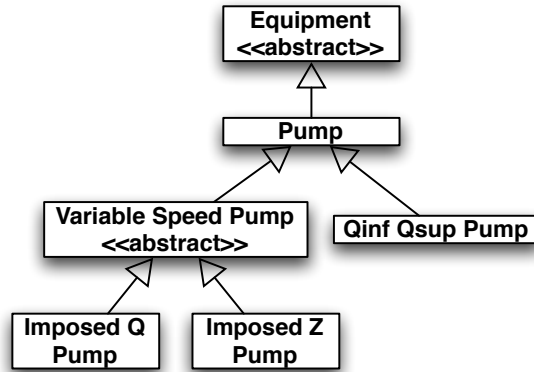 Equipment
<<abstract>>
Pump
Variable Speed Pump
<<abstract>>
Qinf Qsup Pump
Imposed Q
Pump
Imposed Z
Pump